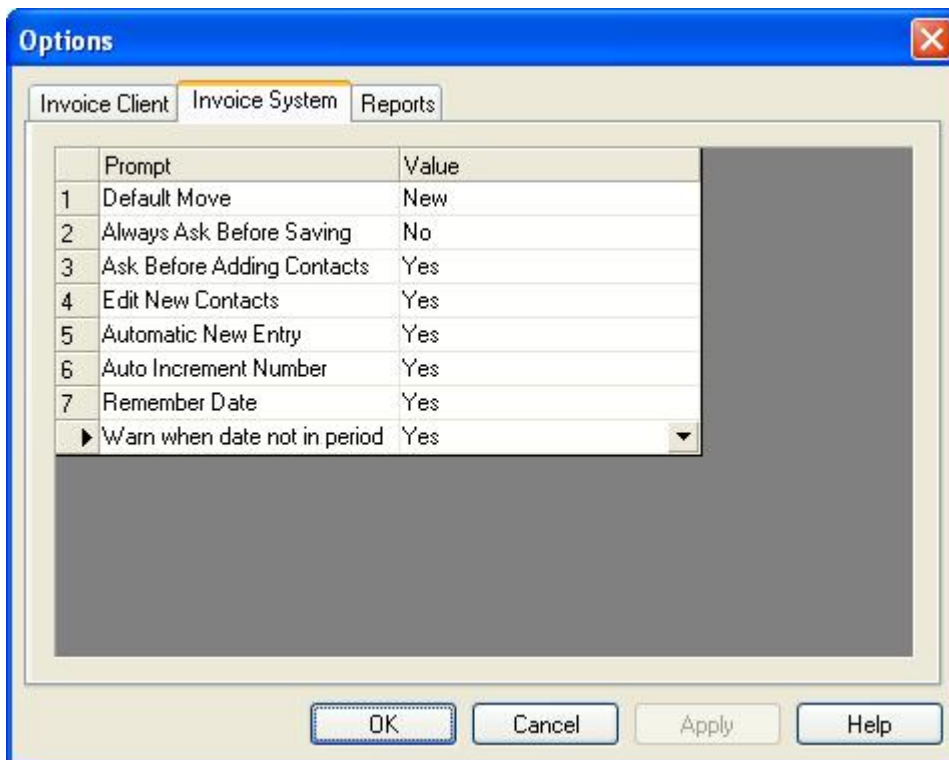 Options
Invoice Client Invoice System Reports
Prompt Value
1 Default Move New
2 Always Ask Before Saving No
3 Ask Before Adding Contacts Yes
4 Edit New Contacts Yes
5 Automatic New Entry Yes
6 Auto Increment Number Yes
7 Remember Date Yes
Warn when date not in period Yes
OK Cancel Apply Help